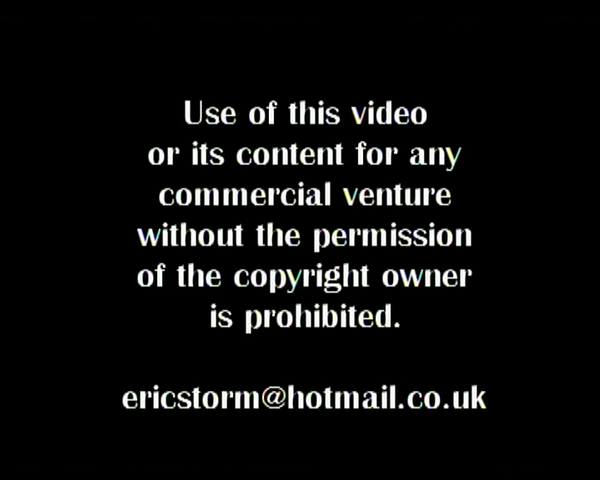 Use of this video
or its content for any
commercial venture
without the permission
of the copyright owner
is prohibited.
ericstorm@hotmail.co.uk